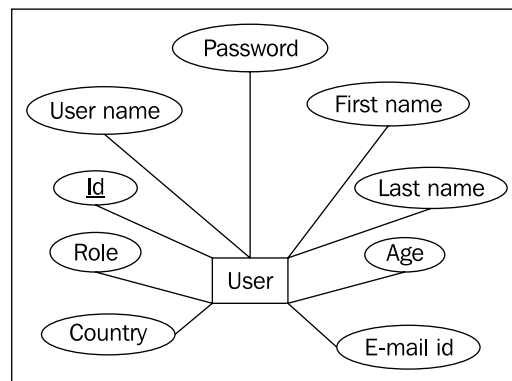 Password
User name
First name
Id
Last name
Role
User
Age
Country
E-mail id